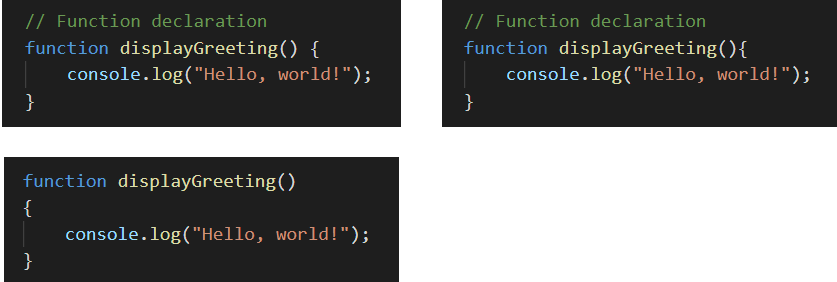 // Function declaration
function displayGreeting() {
    console.log("Hello, world!");
}
// Function declaration
function displayGreeting(){
    console.log("Hello, world!");
}
function displayGreeting()
{
    console.log("Hello, world!");
}